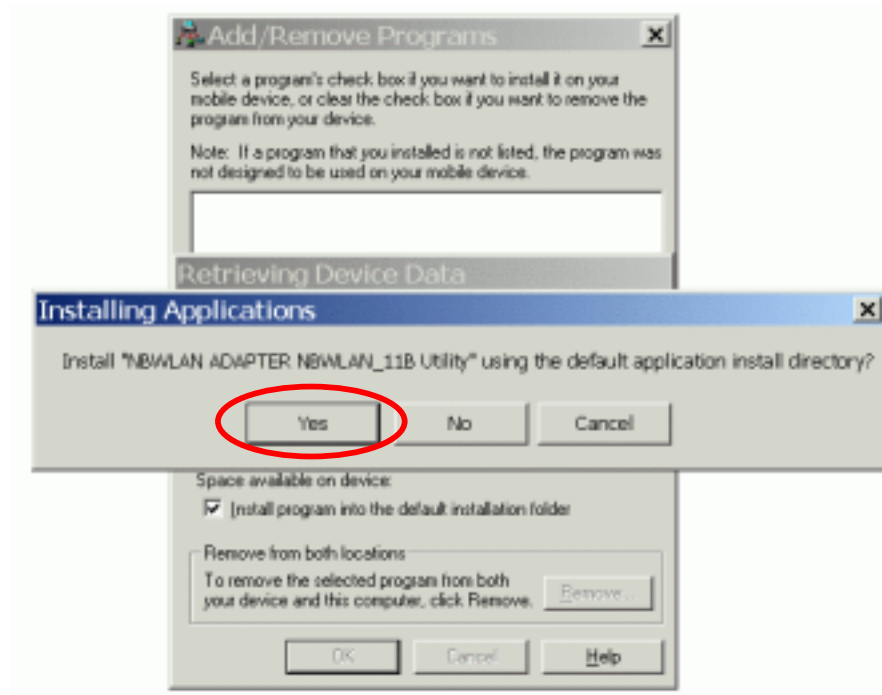 Add/Remove Programs
Select a program's check box if you want to install it on your
mobile device, or clear the check box if you want to remove the
program from your device.
Note: If a program that you installed is not listed, the program was
not designed to be used on your mobile device.
Retrieving Device Data
Installing Applications
Install "NBWLAN ADAPTER NBWLAN_11B Utility" using the default application install directory?
Yes
No
Cancel
Space available on device:
Install program into the default installation folder
Remove from both locations
To remove the selected program from both
your device and this computer, click Remove.
Remove...
OK
Cancel
Help